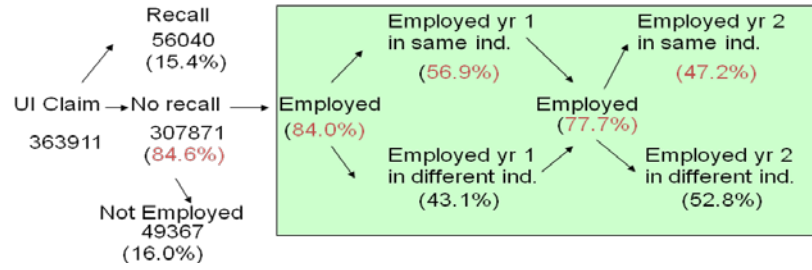 Recall
56040
(15.4%)
UI Claim
363911
No recall
307871
(84.6%)
Not Employed
49367
(16.0%)
Employed
(84.0%)
Employed yr 1
in same ind.
(56.9%)
Employed yr 1
in different ind.
(43.1%)
Employed
(77.7%)
Employed yr 2
in same ind.
(47.2%)
Employed yr 2
in different ind.
(52.8%)